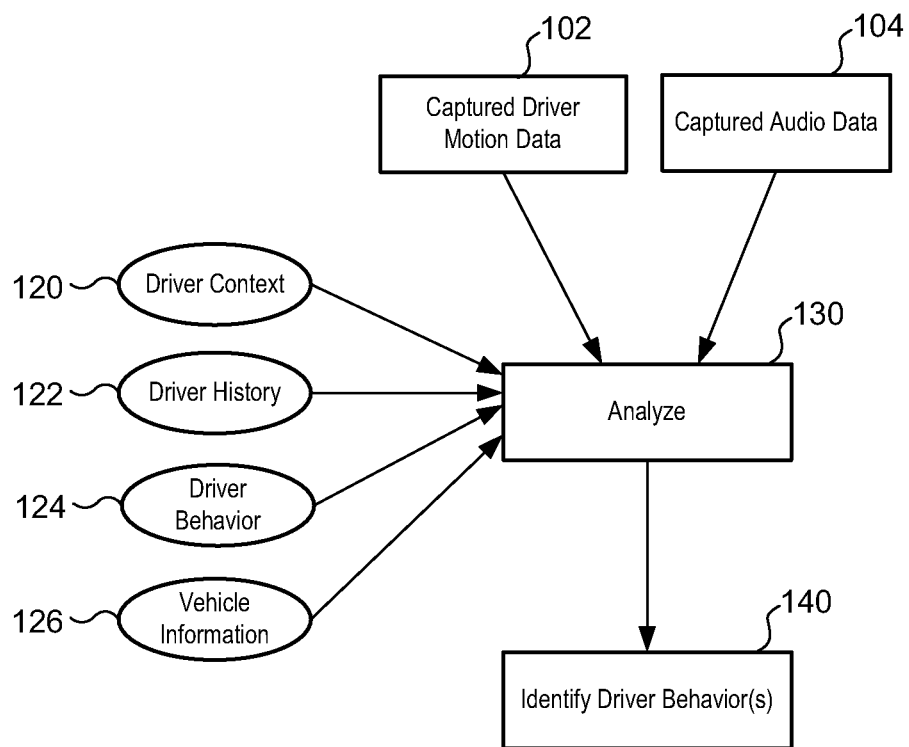 102
104
Captured Driver
Motion Data
Captured Audio Data
120
Driver Context
130
122
Driver History
Analyze
124
Driver
Behavior
126
Vehicle
Information
140
Identify Driver Behavior(s)